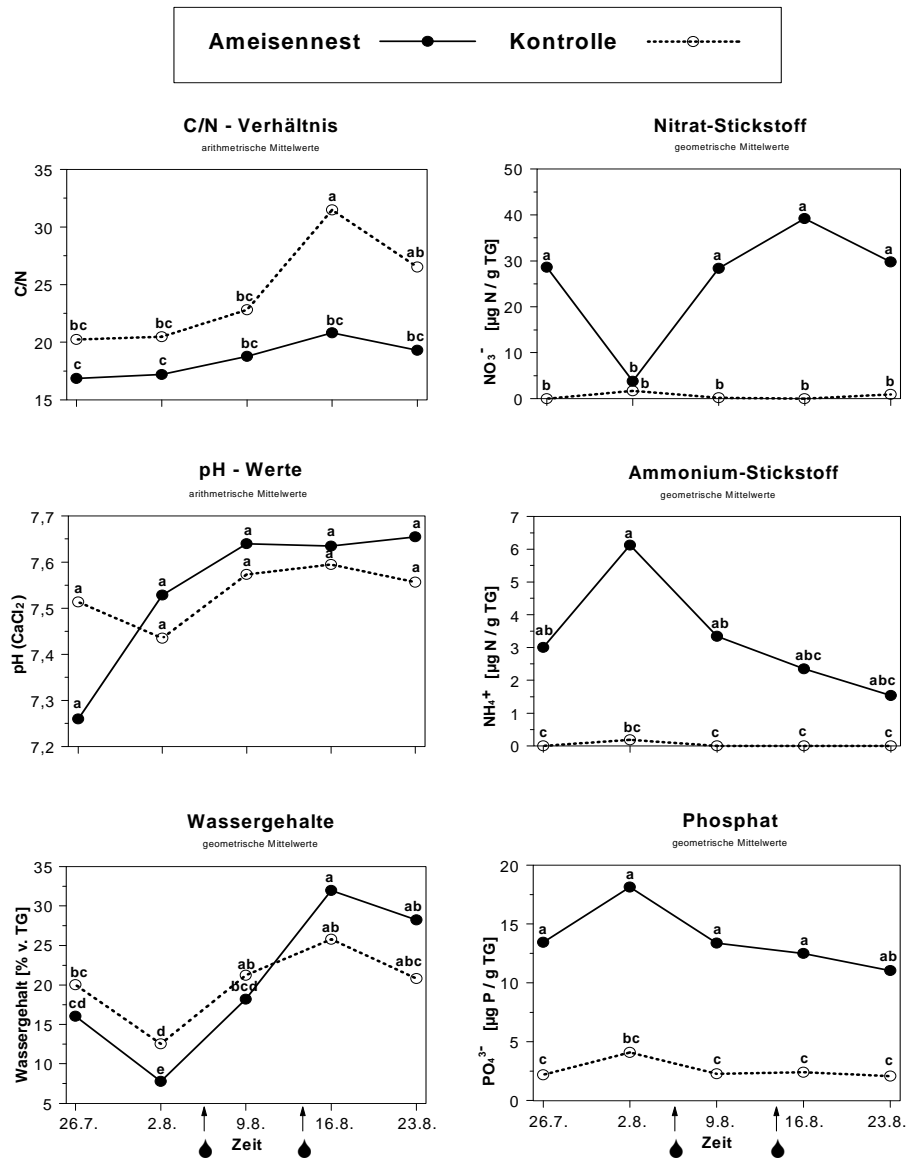 Ameisennest Kontrolle
C/N - Verhältnis
arithmetrische Mittelwerte
35
30
25
20
15
C/N
bc
bc
bc
a
ab
c
c
bc
bc
bc
Nitrat-Stickstoff
geometrische Mittelwerte
50
40
30
20
10
0
NO₃⁻ [µg N / g TG]
a
b
a
a
a
b
b
b
b
b
pH - Werte
arithmetrische Mittelwerte
7,7
7,6
7,5
7,4
7,3
7,2
pH (CaCl₂)
a
a
a
a
a
a
a
a
a
a
Ammonium-Stickstoff
geometrische Mittelwerte
7
6
5
4
3
2
1
0
NH₄⁺ [µg N / g TG]
ab
a
ab
abc
abc
c
bc
c
c
c
Wassergehalte
geometrische Mittelwerte
35
30
25
20
15
10
5
Wassergehalt [% v. TG]
bc
d
ab
ab
abc
cd
e
bcd
a
ab
26.7. 2.8. 9.8. 16.8. 23.8.
Zeit
Phosphat
geometrische Mittelwerte
20
15
10
5
0
PO₄³⁻ [µg P / g TG]
a
a
a
a
ab
c
bc
c
c
c
26.7. 2.8. 9.8. 16.8. 23.8.
Zeit